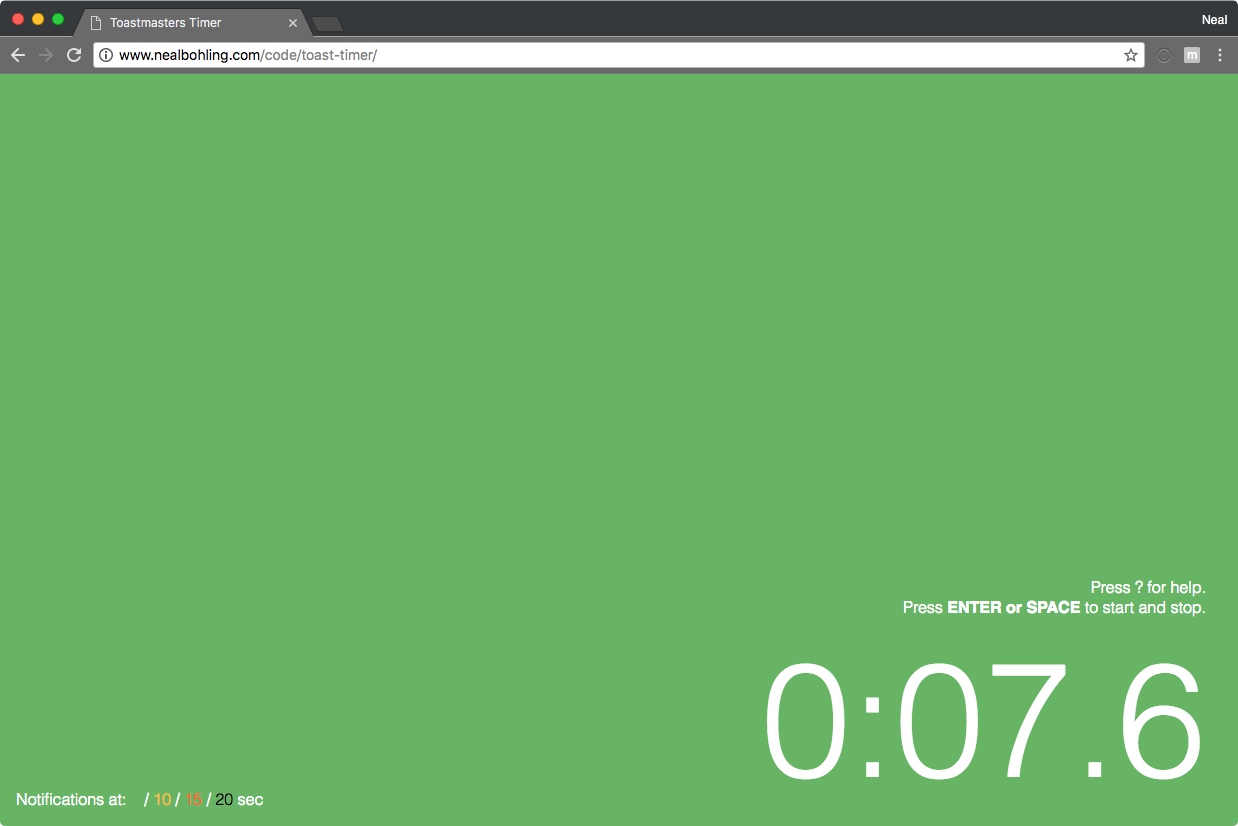 Toastmasters Timer
Neal
www.nealbohling.com/code/toast-timer/
m
Press ? for help.
Press ENTER or SPACE to start and stop.
0:07.6
Notifications at: / 10 / 15 / 20 sec